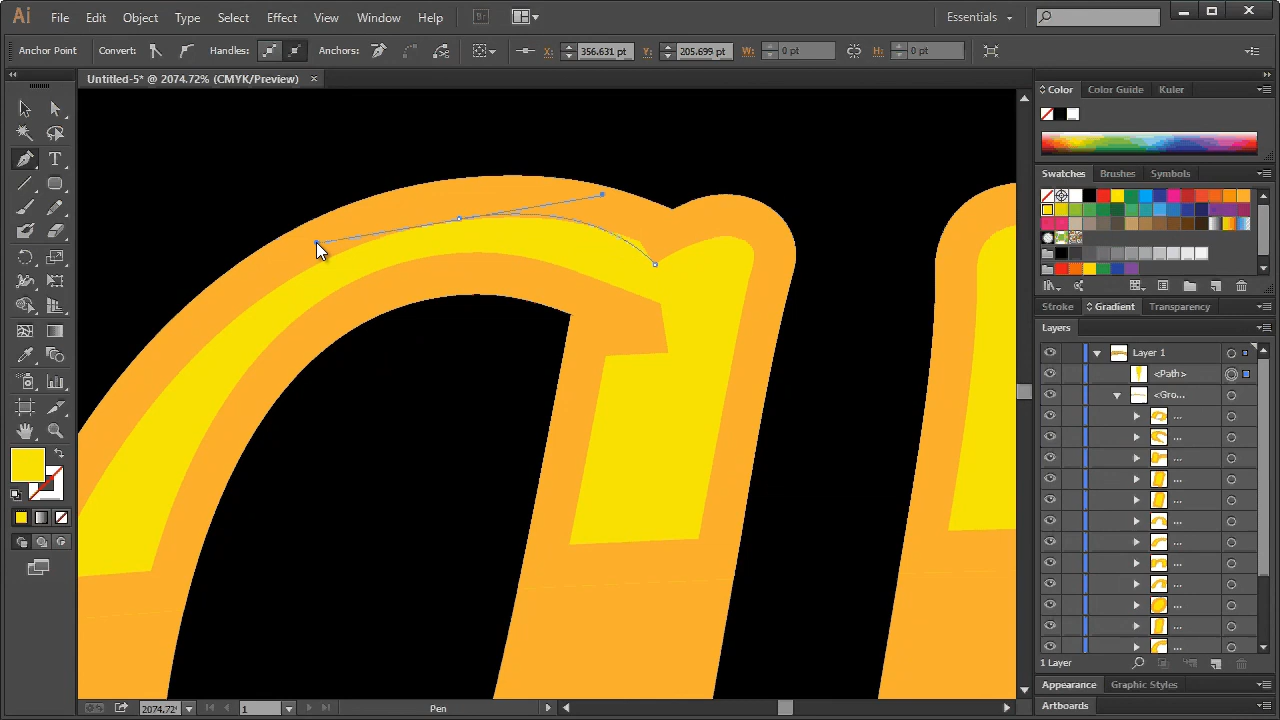 Ai File Edit Object Type Select Effect View Window Help Br Essentials
Anchor Point Convert: Handles: Anchors: X: 356.631 pt Y: 205.699 pt W: 0 pt H: 0 pt
Untitled-5* @ 2074.72% (CMYK/Preview) ×
Color Color Guide Kuler
Swatches Brushes Symbols
Stroke Gradient Transparency
Layers
Layer 1
<Path>
<Gro...
...
...
...
...
...
...
...
...
...
...
...
...
1 Layer
Appearance Graphic Styles
Artboards
2074.72° 1 Pen